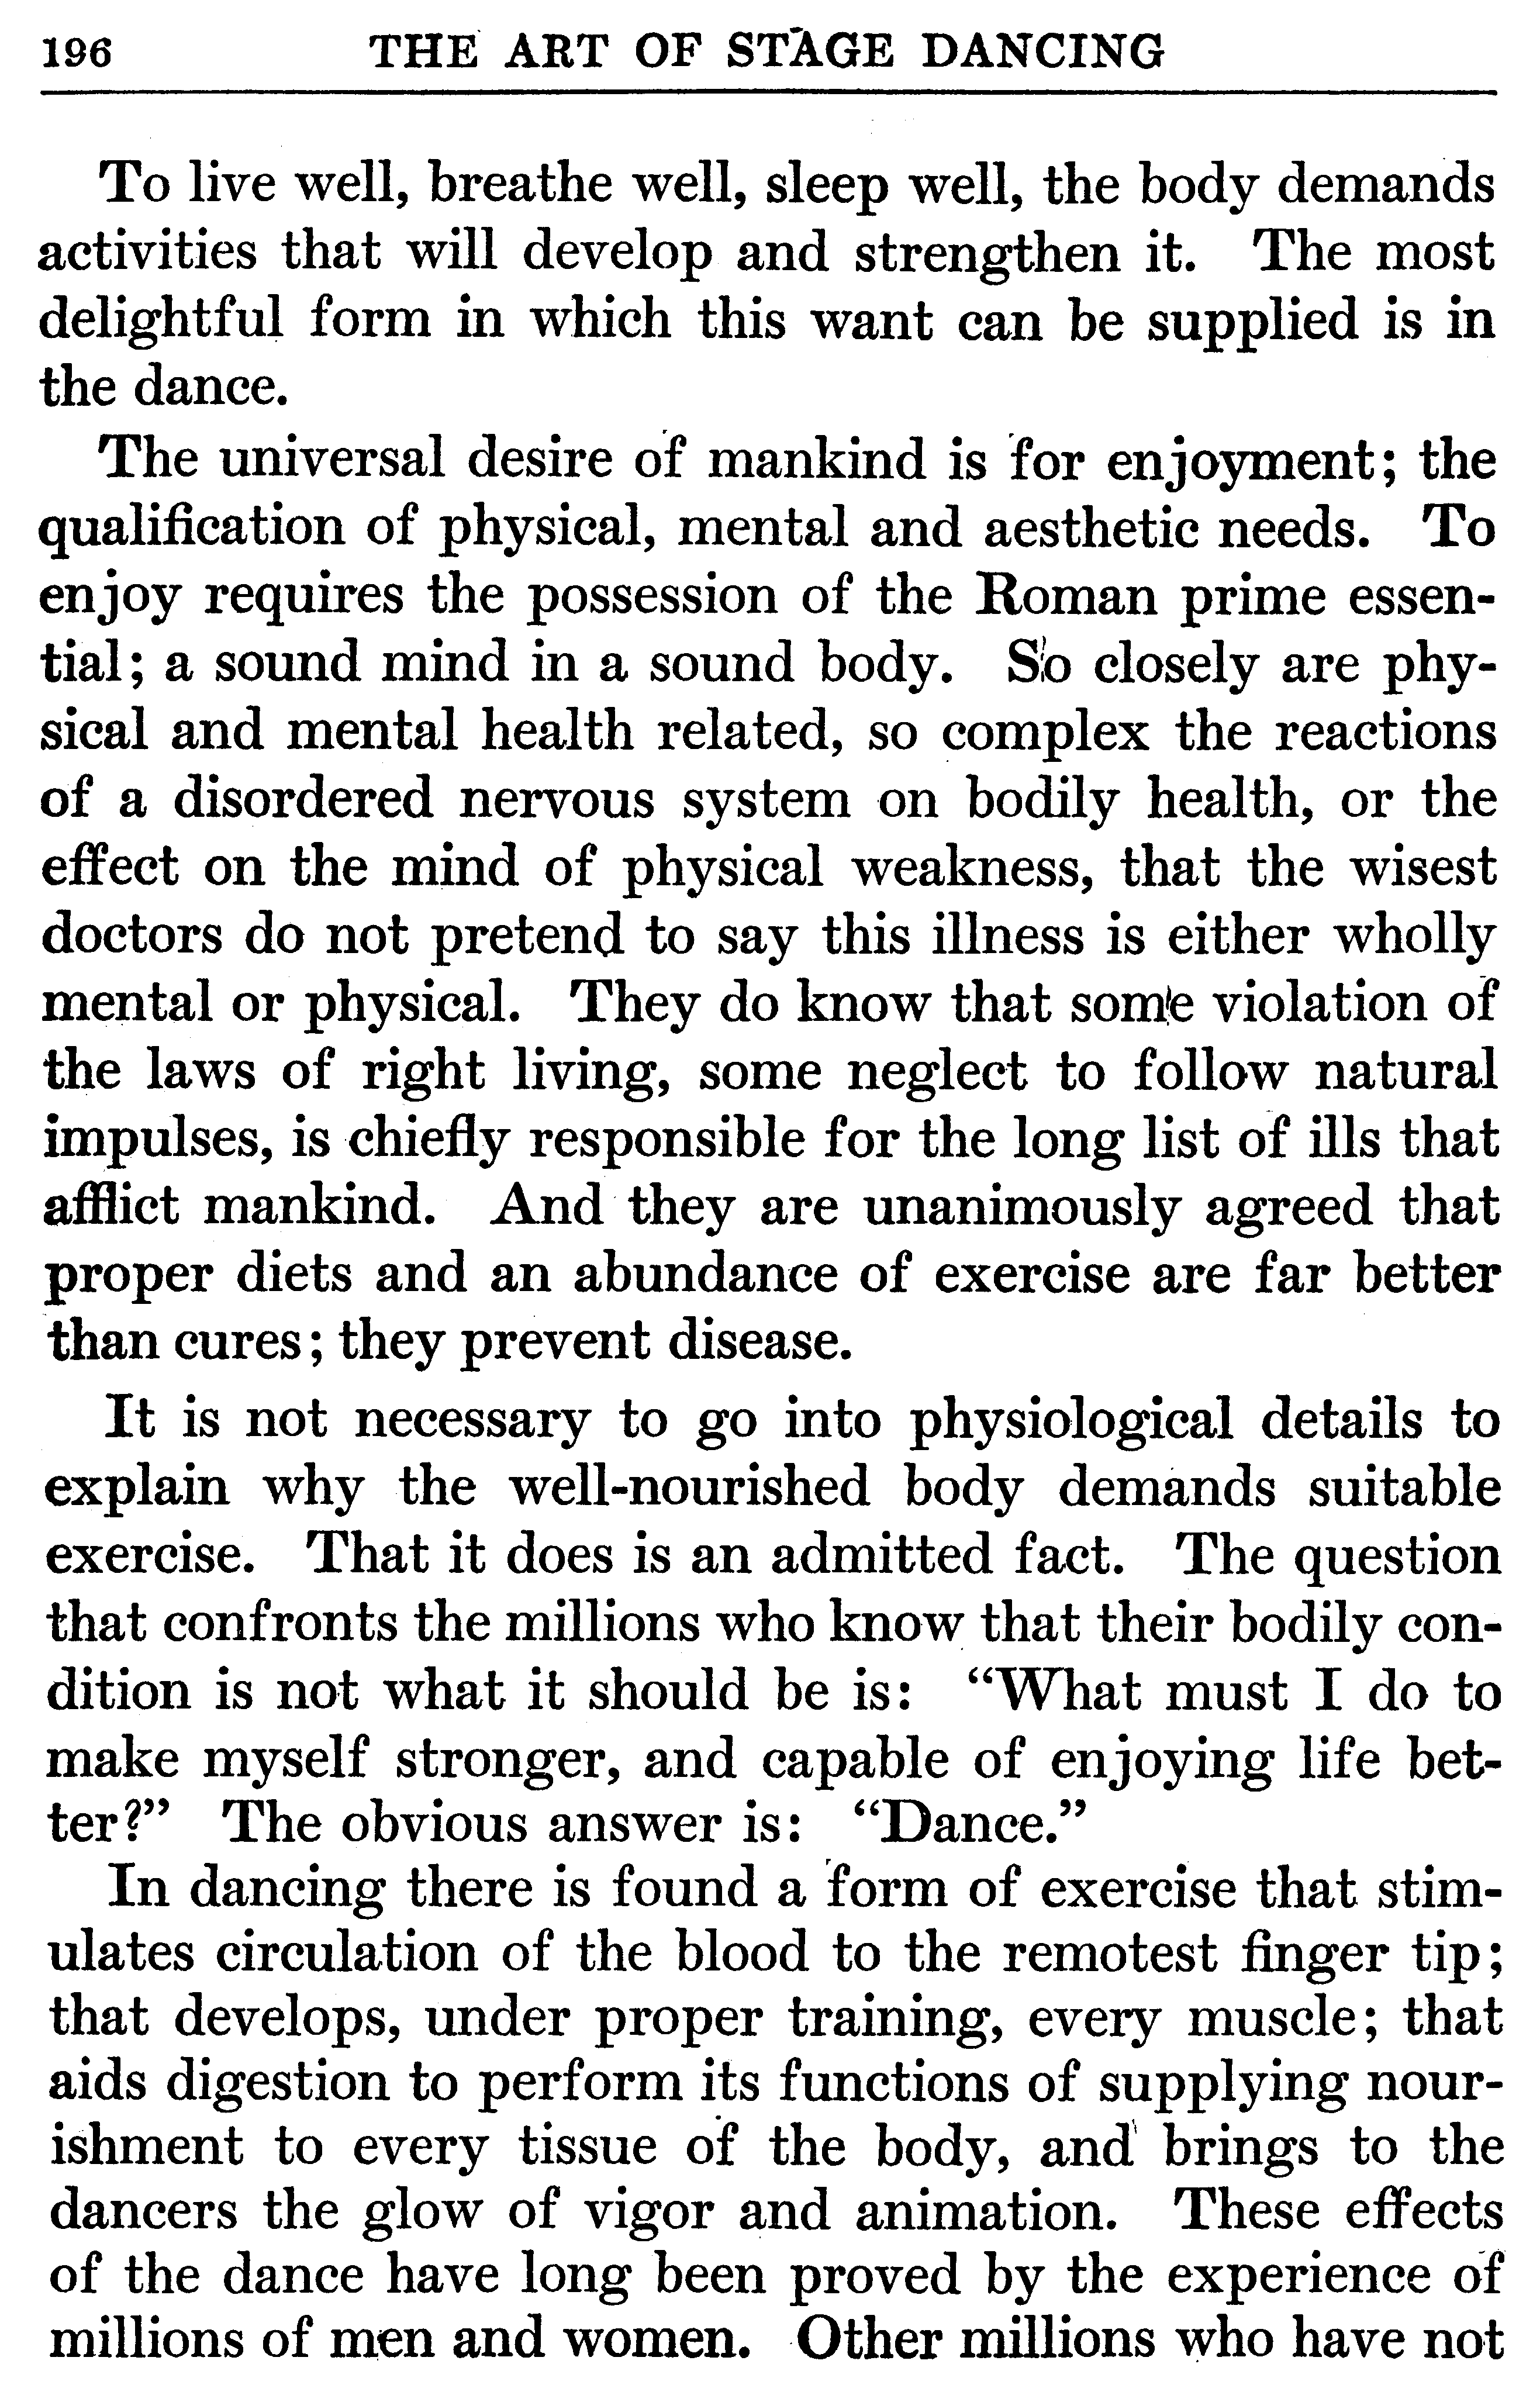 196 THE ART OF STAGE DANCING
To live well, breathe well, sleep well, the body demands
activities that will develop and strengthen it. The most
delightful form in which this want can be supplied is in
the dance.
The universal desire of mankind is for enjoyment; the
qualification of physical, mental and aesthetic needs. To
enjoy requires the possession of the Roman prime essen-
tial; a sound mind in a sound body. So closely are phy-
sical and mental health related, so complex the reactions
of a disordered nervous system on bodily health, or the
effect on the mind of physical weakness, that the wisest
doctors do not pretend to say this illness is either wholly
mental or physical. They do know that some violation of
the laws of right living, some neglect to follow natural
impulses, is chiefly responsible for the long list of ills that
afflict mankind. And they are unanimously agreed that
proper diets and an abundance of exercise are far better
than cures; they prevent disease.
It is not necessary to go into physiological details to
explain why the well-nourished body demands suitable
exercise. That it does is an admitted fact. The question
that confronts the millions who know that their bodily con-
dition is not what it should be is: "What must I do to
make myself stronger, and capable of enjoying life bet-
ter?" The obvious answer is: "Dance."
In dancing there is found a form of exercise that stim-
ulates circulation of the blood to the remotest finger tip;
that develops, under proper training, every muscle; that
aids digestion to perform its functions of supplying nour-
ishment to every tissue of the body, and brings to the
dancers the glow of vigor and animation. These effects
of the dance have long been proved by the experience of
millions of men and women. Other millions who have not